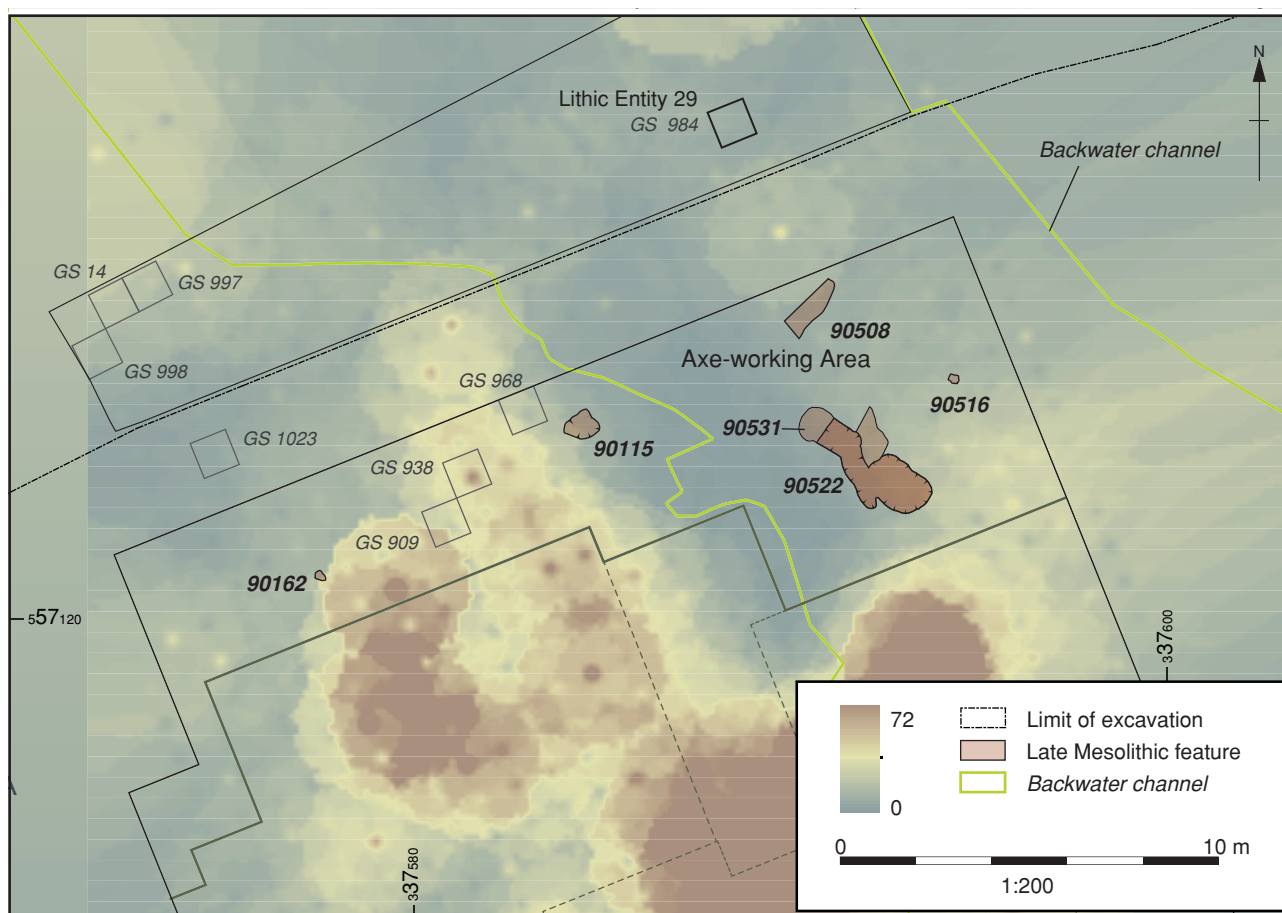 N
Lithic Entity 29
GS 984
Backwater channel
GS 14
GS 997
GS 998
90508
Axe-working Area
GS 968
90516
GS 1023
90115
90531
GS 938
90522
GS 909
90162
557120
337600
337580
72
0
Limit of excavation
Late Mesolithic feature
Backwater channel
0
10 m
1:200